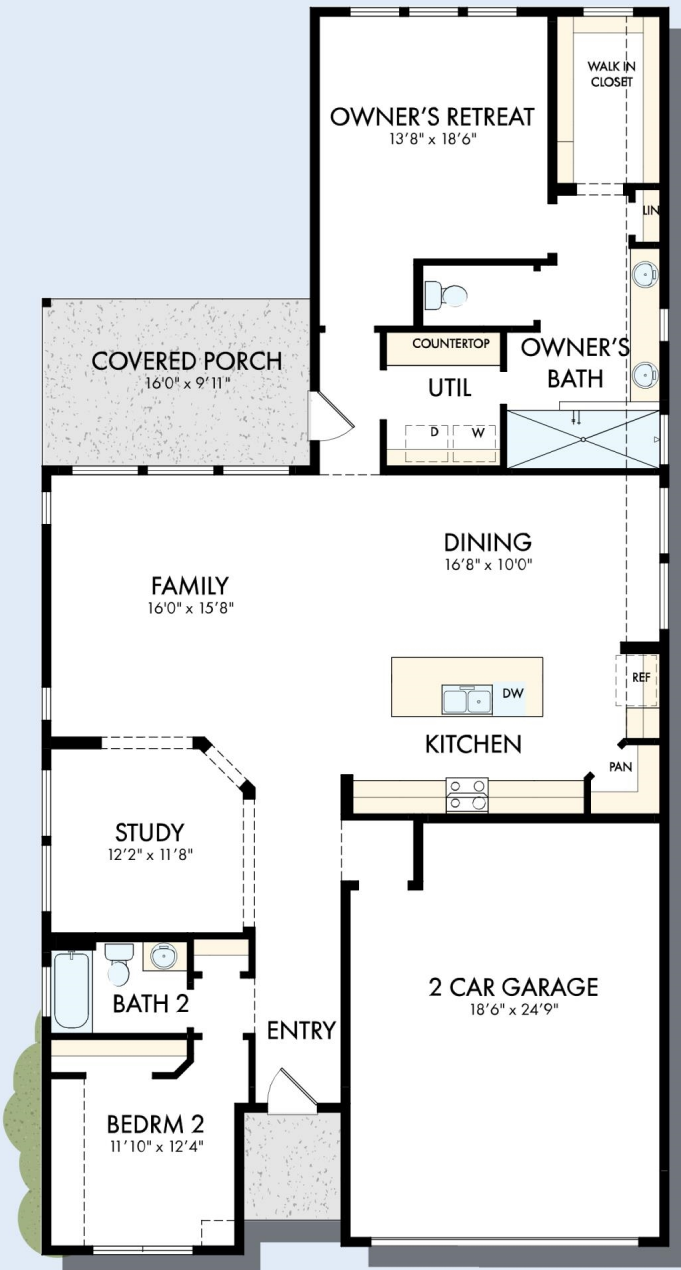 WALK IN
CLOSET
OWNER'S RETREAT
13'8" x 18'6"
LIN
COUNTERTOP
OWNER'S
BATH
COVERED PORCH
16'0" x 9'11"
UTIL
D W
DINING
16'8" x 10'0"
FAMILY
16'0" x 15'8"
REF
DW
KITCHEN
PAN
STUDY
12'2" x 11'8"
2 CAR GARAGE
18'6" x 24'9"
BATH 2
ENTRY
BEDRM 2
11'10" x 12'4"